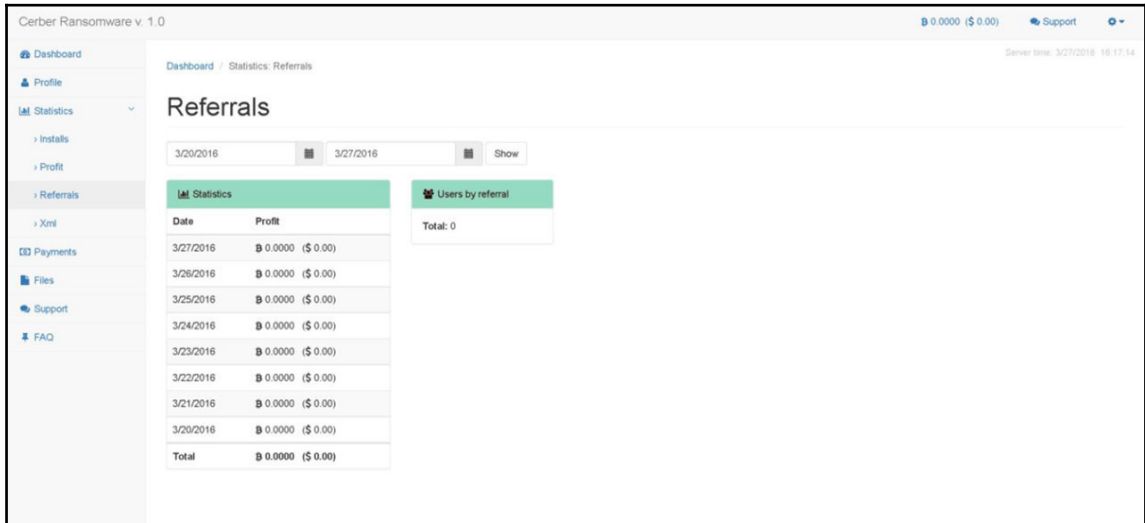 Cerber Ransomware v. 1.0
฿ 0.0000 ($ 0.00) Support
Server time: 3/27/2016 16:17:14
Dashboard
Profile
Statistics
› Installs
› Profit
› Referrals
› Xml
Payments
Files
Support
FAQ
Dashboard / Statistics: Referrals
Referrals
3/20/2016 3/27/2016 Show
Statistics
Date Profit
3/27/2016 ฿ 0.0000 ($ 0.00)
3/26/2016 ฿ 0.0000 ($ 0.00)
3/25/2016 ฿ 0.0000 ($ 0.00)
3/24/2016 ฿ 0.0000 ($ 0.00)
3/23/2016 ฿ 0.0000 ($ 0.00)
3/22/2016 ฿ 0.0000 ($ 0.00)
3/21/2016 ฿ 0.0000 ($ 0.00)
3/20/2016 ฿ 0.0000 ($ 0.00)
Total ฿ 0.0000 ($ 0.00)
Users by referral
Total: 0